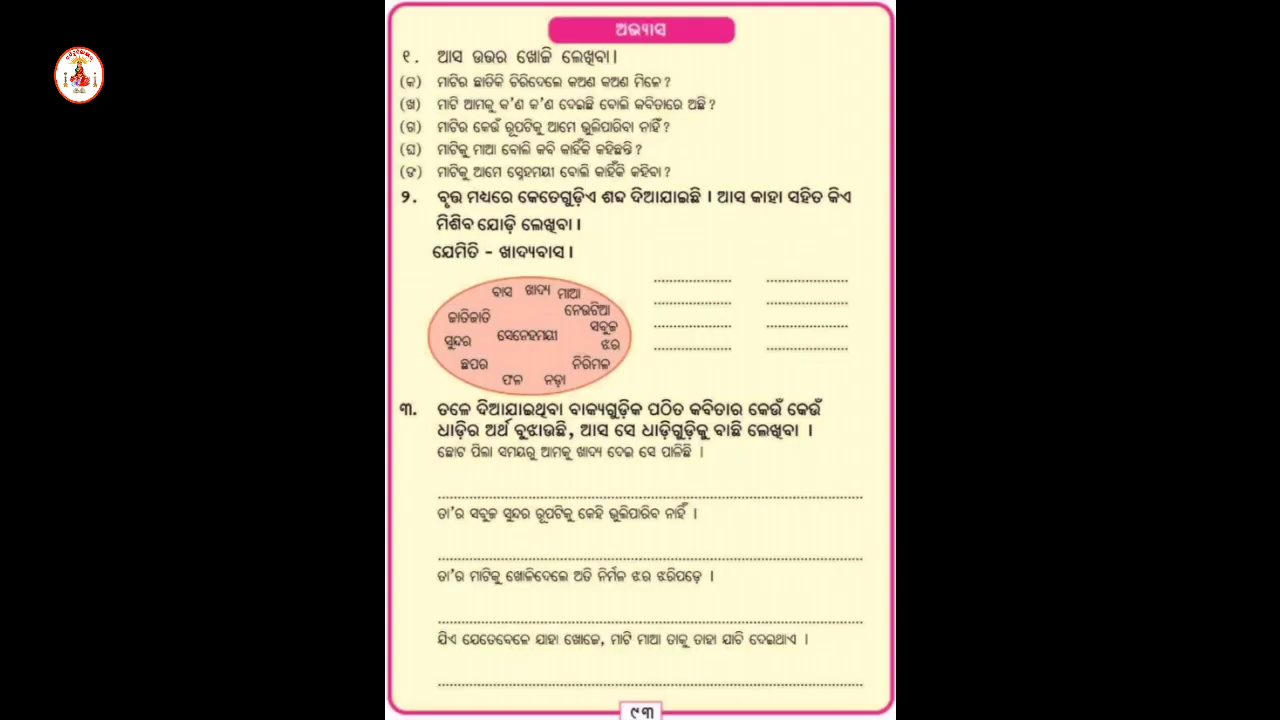 ଅଭ୍ୟାସ
୧. ଆସ ଉତ୍ତର ଖୋଜି ଲେଖିବା।
(କ) ମାଟିର ଛାତିକି ଚିରିଦେଲେ କଅଣ କଅଣ ମିଳେ ?
(ଖ) ମାଟି ଆମକୁ କ'ଣ କ'ଣ ଦେଇଛି ବୋଲି କବିତାରେ ଅଛି ?
(ଗ) ମାଟିର କେଉଁ ରୂପଟିକୁ ଆମେ ଭୁଲିପାରିବା ନାହିଁ ?
(ଘ) ମାଟିକୁ ମାଆ ବୋଲି କବି କାହିଁକି କହିଛନ୍ତି ?
(ଙ) ମାଟିକୁ ଆମେ ସ୍ନେହମୟୀ ବୋଲି କାହିଁକି କହିବା ?
୨. ବୃତ୍ତ ମଧ୍ୟରେ କେତେଗୁଡ଼ିଏ ଶବ୍ଦ ଦିଆଯାଇଛି । ଆସ କାହା ସହିତ କିଏ
ମିଶିବ ଯୋଡ଼ି ଲେଖିବା।
ଯେମିତି - ଖାଦ୍ୟବାସ।
ବାସ ଖାଦ୍ୟ ମାଆ
ନେଉଟିଆ
ଜାତିଜାତି
ସବୁଜ
ସେନେହମୟୀ
ସୁନ୍ଦର
ଝର
ଛପର
ନିରିମଳ
ଫଳ ନଡ଼ା
୩. ତଳେ ଦିଆଯାଇଥିବା ବାକ୍ୟଗୁଡ଼ିକ ପଠିତ କବିତାର କେଉଁ କେଉଁ
ଧାଡ଼ିର ଅର୍ଥ ବୁଝାଉଛି, ଆସ ସେ ଧାଡ଼ିଗୁଡ଼ିକୁ ବାଛି ଲେଖିବା ।
ଛୋଟ ପିଲା ସମୟରୁ ଆମକୁ ଖାଦ୍ୟ ଦେଇ ସେ ପାଳିଛି ।
ତା'ର ସବୁଜ ସୁନ୍ଦର ରୂପଟିକୁ କେହି ଭୁଲିପାରିବ ନାହିଁ ।
ତା'ର ମାଟିକୁ ଖୋଳିଦେଲେ ଅତି ନିର୍ମଳ ଝର ଝରିପଡ଼େ ।
ଯିଏ ଯେତେବେଳେ ଯାହା ଖୋଜେ, ମାଟି ମାଆ ତାକୁ ତାହା ଯାଚି ଦେଇଥାଏ ।
୯୩